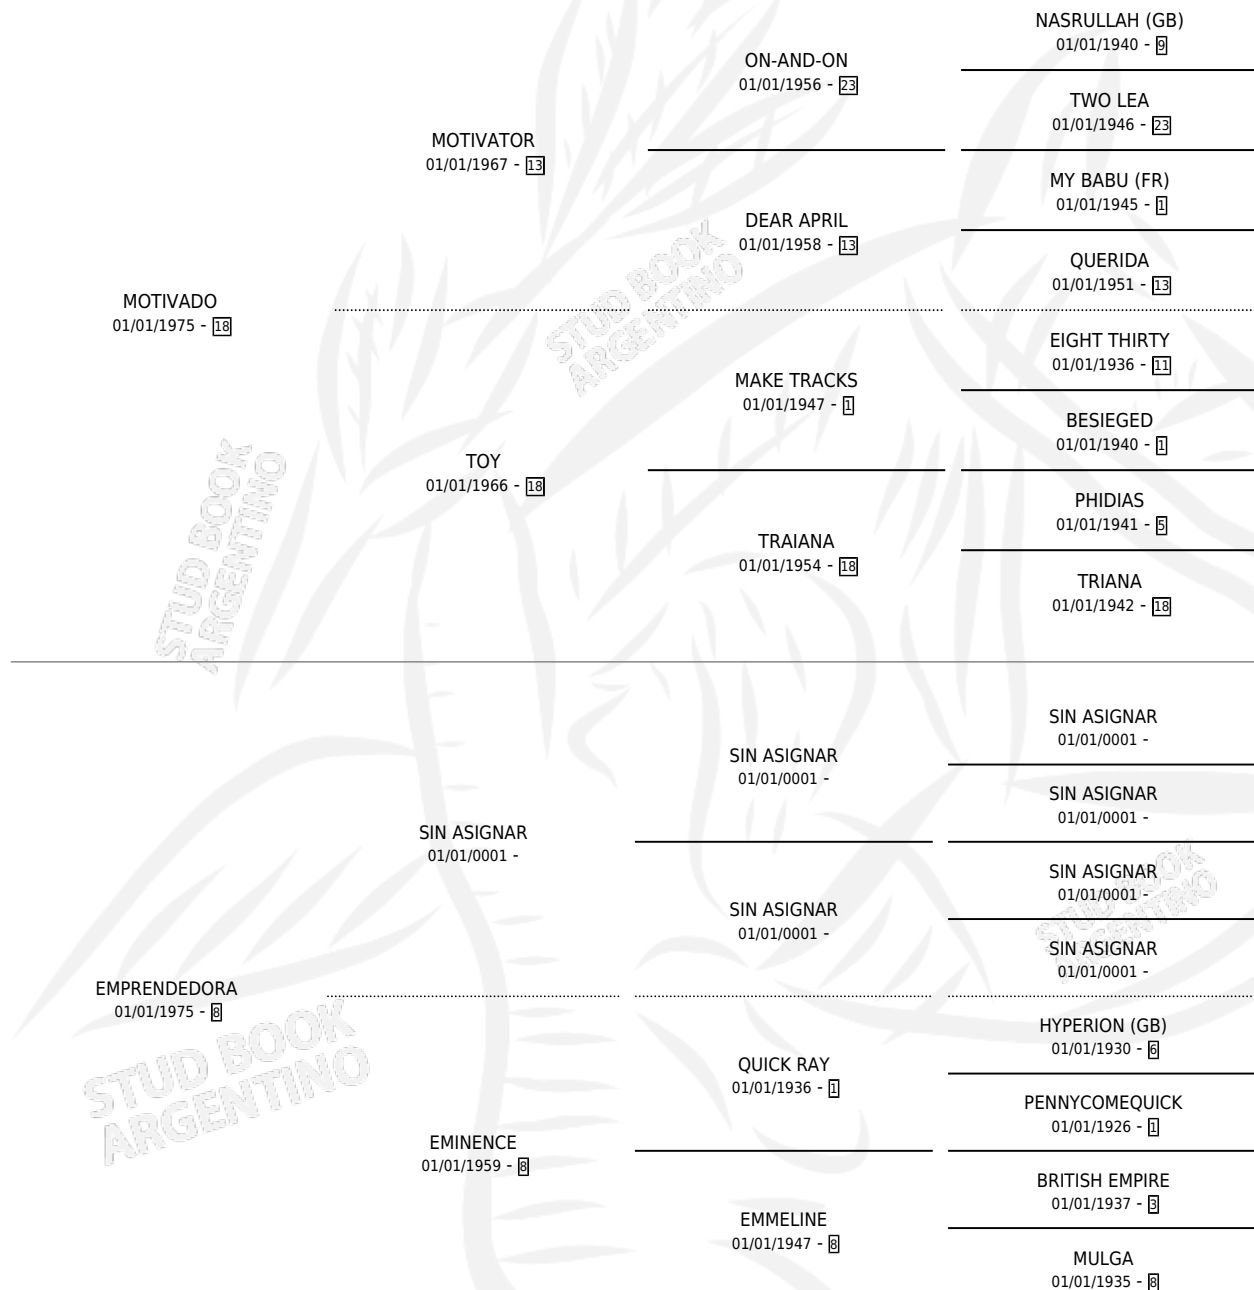 NASRULLAH (GB)
01/01/1940 - 9
ON-AND-ON
01/01/1956 - 23
TWO LEA
01/01/1946 - 23
MOTIVATOR
01/01/1967 - 13
MY BABU (FR)
01/01/1945 - 1
DEAR APRIL
01/01/1958 - 13
QUERIDA
01/01/1951 - 13
MOTIVADO
01/01/1975 - 18
STUD BOOK
ARGENTINO
EIGHT THIRTY
01/01/1936 - 11
MAKE TRACKS
01/01/1947 - 1
BESIEGED
01/01/1940 - 1
TOY
01/01/1966 - 18
PHIDIAS
01/01/1941 - 5
TRAIANA
01/01/1954 - 18
TRIANA
01/01/1942 - 18
STUD BOOK
ARGENTINO
SIN ASIGNAR
01/01/0001 -
SIN ASIGNAR
01/01/0001 -
SIN ASIGNAR
01/01/0001 -
SIN ASIGNAR
01/01/0001 -
SIN ASIGNAR
01/01/0001 -
SIN ASIGNAR
01/01/0001 -
SIN ASIGNAR
01/01/0001 -
STUD BOOK
ARGENTINO
EMPRENDEDORA
01/01/1975 - 8
STUD BOOK
ARGENTINO
HYPERION (GB)
01/01/1930 - 6
QUICK RAY
01/01/1936 - 1
PENNYCOMEQUICK
01/01/1926 - 1
EMINENCE
01/01/1959 - 8
BRITISH EMPIRE
01/01/1937 - 3
EMMELINE
01/01/1947 - 8
MULGA
01/01/1935 - 8